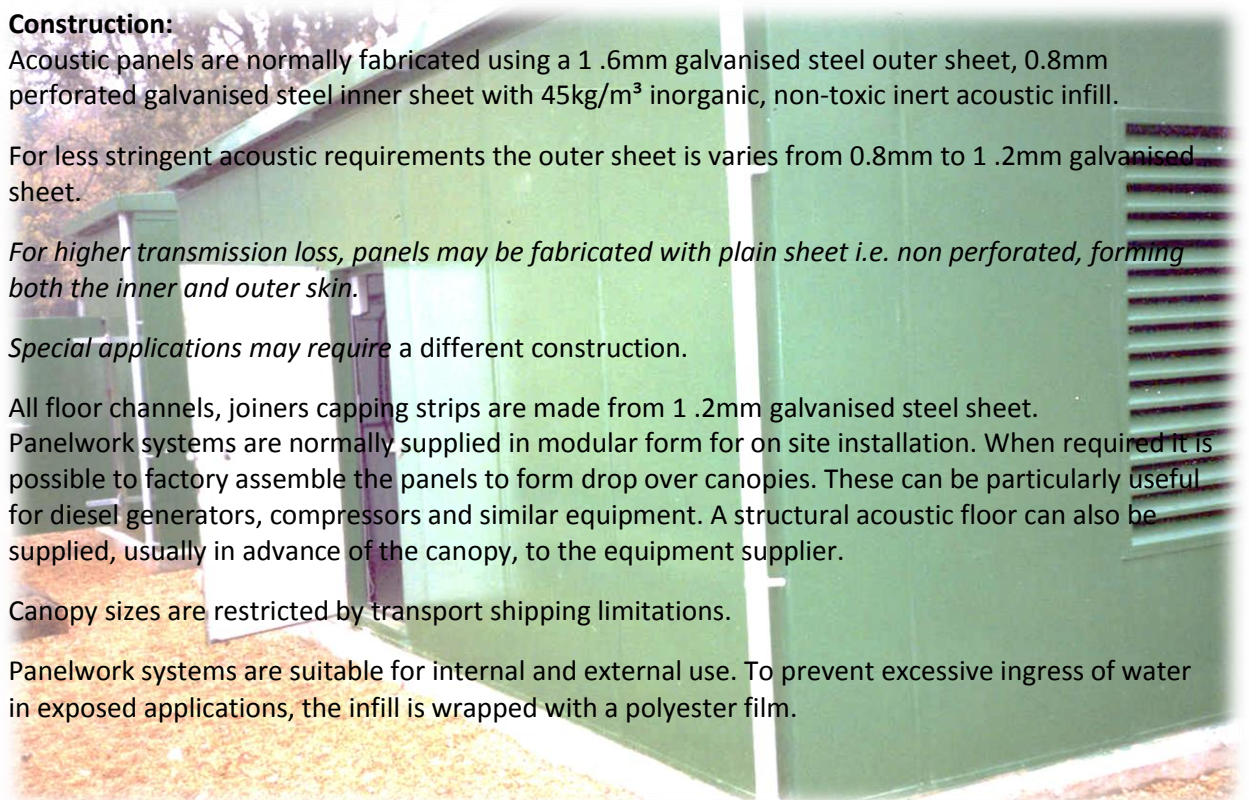 Construction:
Acoustic panels are normally fabricated using a 1 .6mm galvanised steel outer sheet, 0.8mm
perforated galvanised steel inner sheet with 45kg/m³ inorganic, non-toxic inert acoustic infill.
For less stringent acoustic requirements the outer sheet is varies from 0.8mm to 1 .2mm galvanised
sheet.
For higher transmission loss, panels may be fabricated with plain sheet i.e. non perforated, forming
both the inner and outer skin.
Special applications may require a different construction.
All floor channels, joiners capping strips are made from 1 .2mm galvanised steel sheet.
Panelwork systems are normally supplied in modular form for on site installation. When required it is
possible to factory assemble the panels to form drop over canopies. These can be particularly useful
for diesel generators, compressors and similar equipment. A structural acoustic floor can also be
supplied, usually in advance of the canopy, to the equipment supplier.
Canopy sizes are restricted by transport shipping limitations.
Panelwork systems are suitable for internal and external use. To prevent excessive ingress of water
in exposed applications, the infill is wrapped with a polyester film.